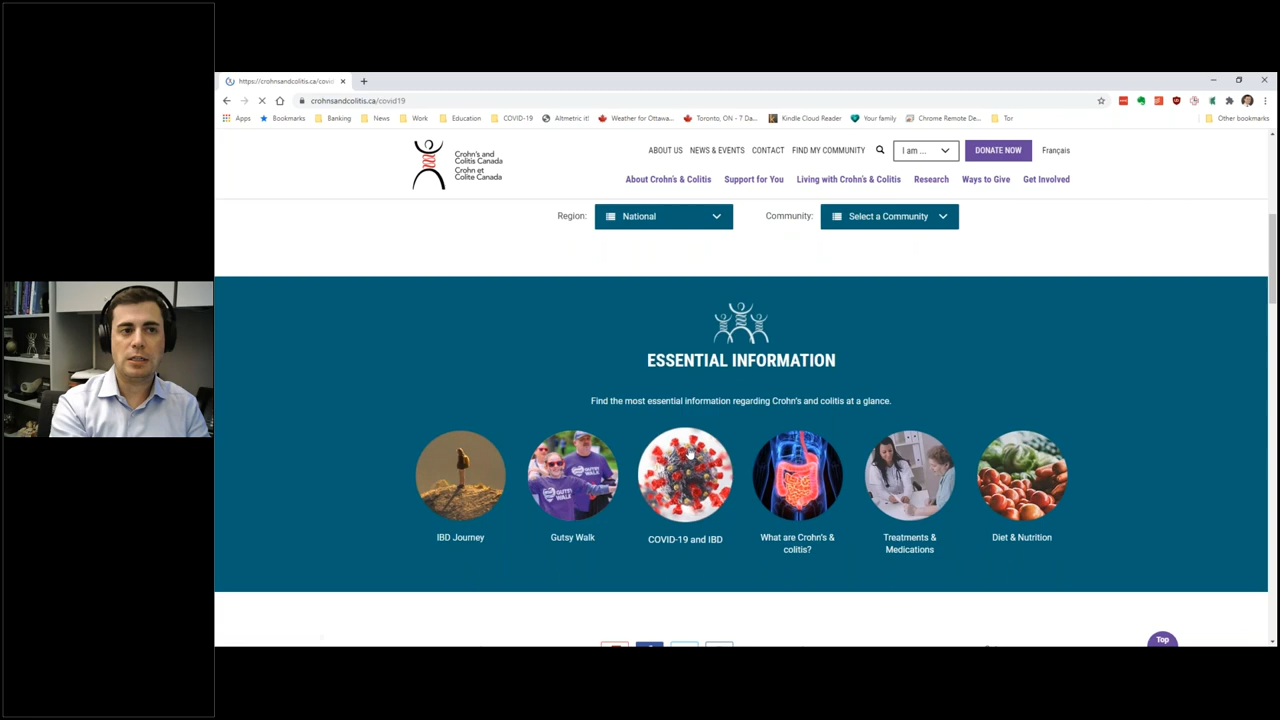 https://crohnsandcolitis.ca/covid
crohnsandcolitis.ca/covid19
Apps
Bookmarks
Banking
News
Work
Education
COVID-19
Altmetric it!
Weather for Ottawa...
Toronto, ON - 7 Da...
Kindle Cloud Reader
Your family
Chrome Remote De...
Tor
Other bookmarks
Crohn's and
Colitis Canada
Crohn et
Colite Canada
ABOUT US
NEWS & EVENTS
CONTACT
FIND MY COMMUNITY
I am ...
DONATE NOW
Français
About Crohn's & Colitis
Support for You
Living with Crohn's & Colitis
Research
Ways to Give
Get Involved
Region:
National
Community:
Select a Community
ESSENTIAL INFORMATION
Find the most essential information regarding Crohn's and colitis at a glance.
GUTSY WALK
GUTSY WALK
IBD Journey
Gutsy Walk
COVID-19 and IBD
What are Crohn's &
colitis?
Treatments &
Medications
Diet & Nutrition
Top